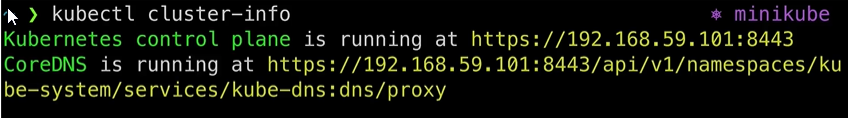 ❯ kubectl cluster-info ⎈ minikube
Kubernetes control plane is running at https://192.168.59.101:8443
CoreDNS is running at https://192.168.59.101:8443/api/v1/namespaces/ku
be-system/services/kube-dns:dns/proxy